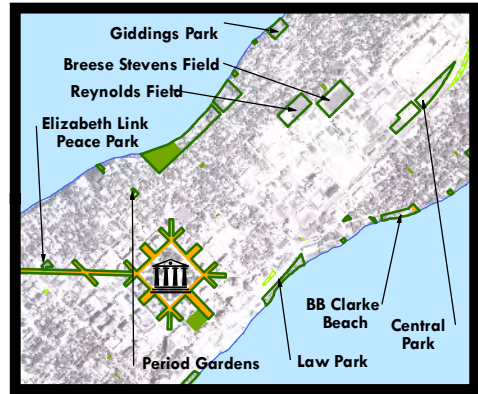 Giddings Park
Breese Stevens Field
Reynolds Field
Elizabeth Link
Peace Park
BB Clarke
Beach
Central
Park
Period Gardens
Law Park